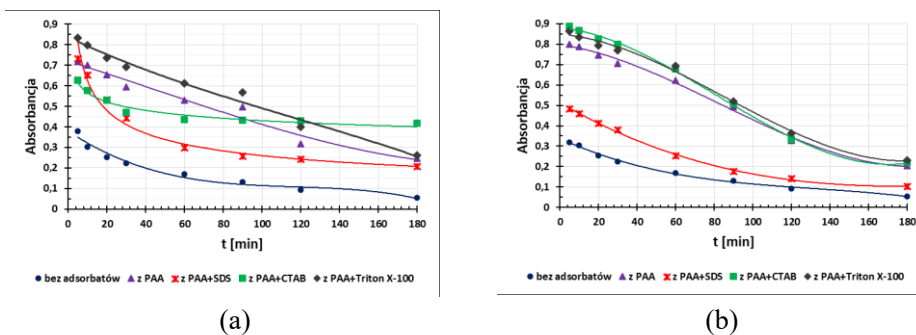 0,9
0,8
0,7
0,6
0,5
0,4
0,3
0,2
0,1
0
Absorbancja
0 20 40 60 80 100 120 140 160 180
t [min]
bez adsorbatów z PAA z PAA+SDS z PAA+CTAB z PAA+Triton X-100
(a)
0,9
0,8
0,7
0,6
0,5
0,4
0,3
0,2
0,1
0
Absorbancja
0 20 40 60 80 100 120 140 160 180
t [min]
bez adsorbatów z PAA z PAA+SDS z PAA+CTAB z PAA+Triton X-100
(b)